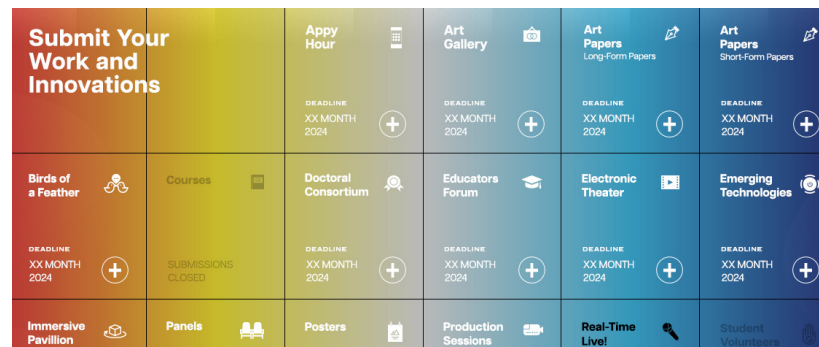 Submit Your
Work and
Innovations
Appy
Hour
DEADLINE
XX MONTH
2024
Art
Gallery
DEADLINE
XX MONTH
2024
Art
Papers
Long-Form Papers
DEADLINE
XX MONTH
2024
Art
Papers
Short-Form Papers
DEADLINE
XX MONTH
2024
Birds of
a Feather
DEADLINE
XX MONTH
2024
Courses
SUBMISSIONS
CLOSED
Doctoral
Consortium
DEADLINE
XX MONTH
2024
Educators
Forum
DEADLINE
XX MONTH
2024
Electronic
Theater
DEADLINE
XX MONTH
2024
Emerging
Technologies
DEADLINE
XX MONTH
2024
Immersive
Pavillion
Panels
Posters
Production
Sessions
Real-Time
Live!
Student
Volunteers